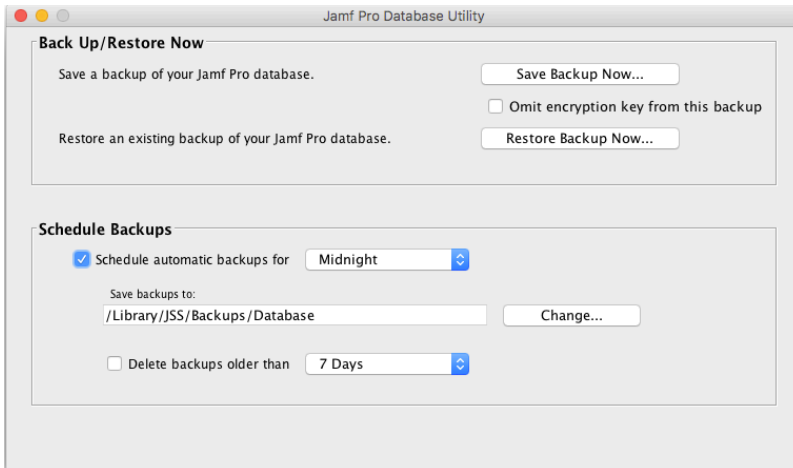 Jamf Pro Database Utility
Back Up/Restore Now
Save a backup of your Jamf Pro database.
Save Backup Now...
Omit encryption key from this backup
Restore an existing backup of your Jamf Pro database.
Restore Backup Now...
Schedule Backups
Schedule automatic backups for
Midnight
Save backups to:
/Library/JSS/Backups/Database
Change...
Delete backups older than
7 Days